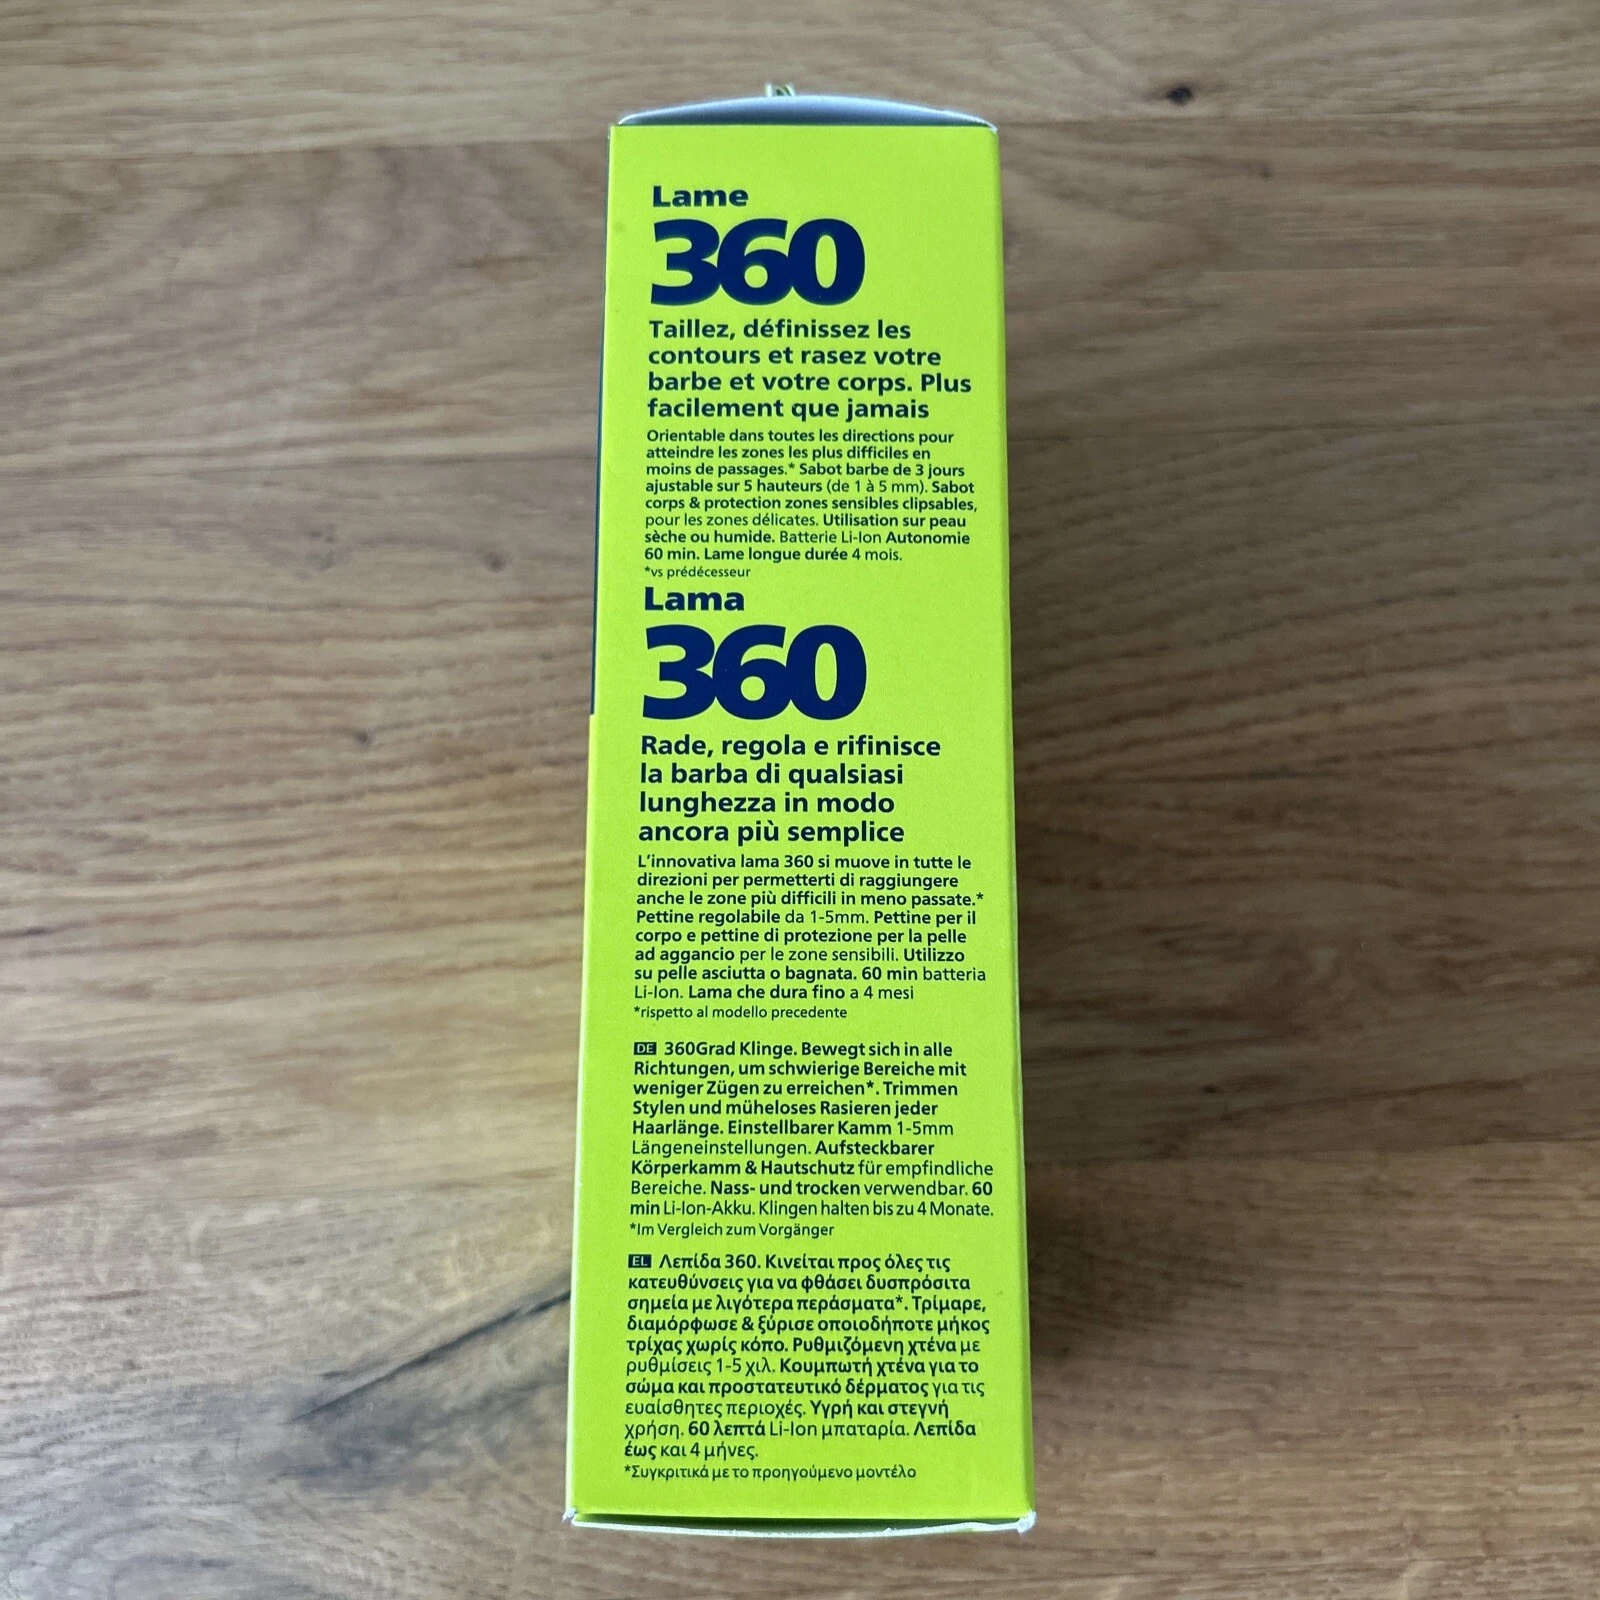 Lame
360
Taillez, définissez les
contours et rasez votre
barbe et votre corps. Plus
facilement que jamais
Orientable dans toutes les directions pour
atteindre les zones les plus difficiles en
moins de passages.* Sabot barbe de 3 jours
ajustable sur 5 hauteurs (de 1 à 5 mm). Sabot
corps & protection zones sensibles clipsables,
pour les zones délicates. Utilisation sur peau
sèche ou humide. Batterie Li-Ion Autonomie
60 min. Lame longue durée 4 mois.
*vs prédécesseur
Lama
360
Rade, regola e rifinisce
la barba di qualsiasi
lunghezza in modo
ancora più semplice
L'innovativa lama 360 si muove in tutte le
direzioni per permetterti di raggiungere
anche le zone più difficili in meno passate.*
Pettine regolabile da 1-5mm. Pettine per il
corpo e pettine di protezione per la pelle
ad aggancio per le zone sensibili. Utilizzo
su pelle asciutta o bagnata. 60 min batteria
Li-Ion. Lama che dura fino a 4 mesi
*rispetto al modello precedente
DE 360Grad Klinge. Bewegt sich in alle
Richtungen, um schwierige Bereiche mit
weniger Zügen zu erreichen*. Trimmen
Stylen und müheloses Rasieren jeder
Haarlänge. Einstellbarer Kamm 1-5mm
Längeneinstellungen. Aufsteckbarer
Körperkamm & Hautschutz für empfindliche
Bereiche. Nass- und trocken verwendbar. 60
min Li-Ion-Akku. Klingen halten bis zu 4 Monate.
*Im Vergleich zum Vorgänger
EL Λεπίδα 360. Κινείται προς όλες τις
κατευθύνσεις για να φθάσει δυσπρόσιτα
σημεία με λιγότερα περάσματα*. Τρίμαρε,
διαμόρφωσε & ξύρισε οποιοδήποτε μήκος
τρίχας χωρίς κόπο. Ρυθμιζόμενη χτένα με
ρυθμίσεις 1-5 χιλ. Κουμπωτή χτένα για το
σώμα και προστατευτικό δέρματος για τις
ευαίσθητες περιοχές. Υγρή και στεγνή
χρήση. 60 λεπτά Li-Ion μπαταρία. Λεπίδα
έως και 4 μήνες.
*Συγκριτικά με το προηγούμενο μοντέλο